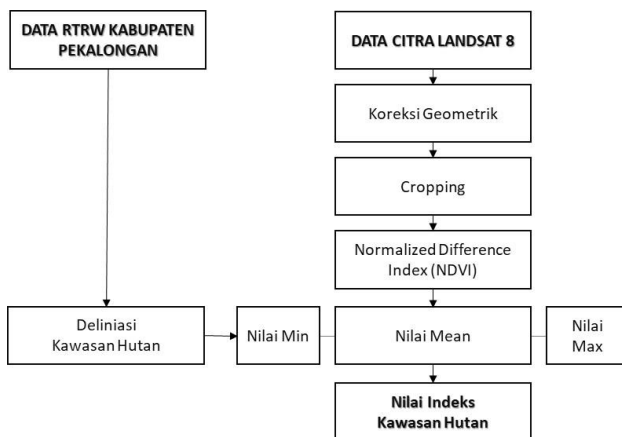 DATA RTRW KABUPATEN
PEKALONGAN
DATA CITRA LANDSAT 8
Koreksi Geometrik
Cropping
Normalized Difference
Index (NDVI)
Deliniasi
Kawasan Hutan
Nilai Min
Nilai Mean
Nilai
Max
Nilai Indeks
Kawasan Hutan